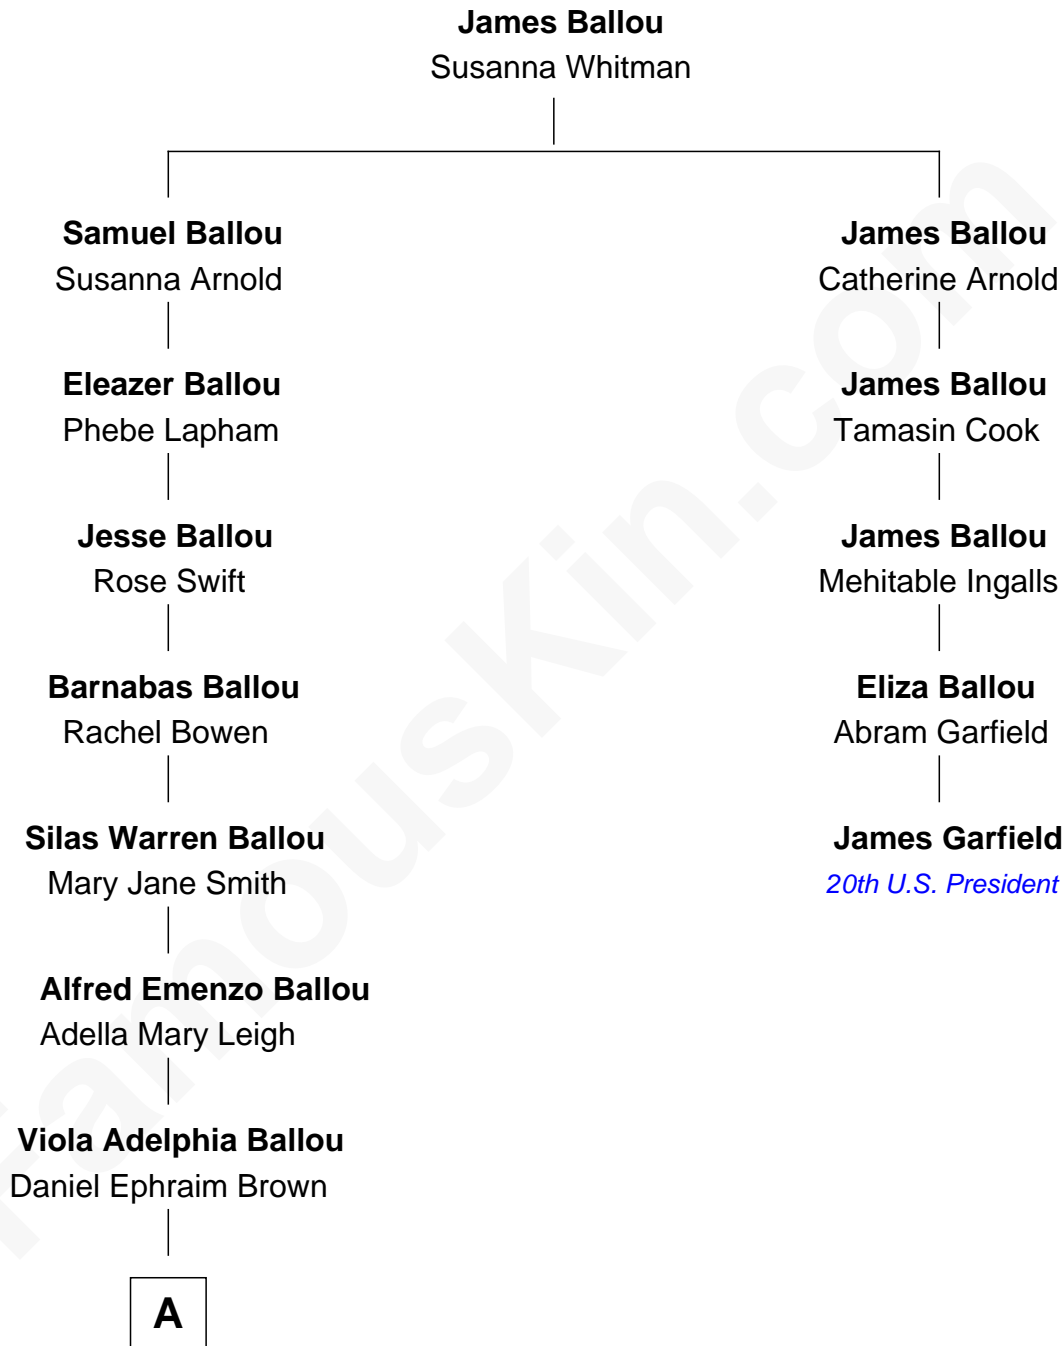 James Ballou
Susanna Whitman
Samuel Ballou
Susanna Arnold
James Ballou
Catherine Arnold
Eleazer Ballou
Phebe Lapham
James Ballou
Tamasin Cook
Jesse Ballou
Rose Swift
James Ballou
Mehitable Ingalls
Barnabas Ballou
Rachel Bowen
Eliza Ballou
Abram Garfield
Silas Warren Ballou
Mary Jane Smith
James Garfield
20th U.S. President
Alfred Emenzo Ballou
Adella Mary Leigh
Viola Adelphia Ballou
Daniel Ephraim Brown
A
FamousKin.com